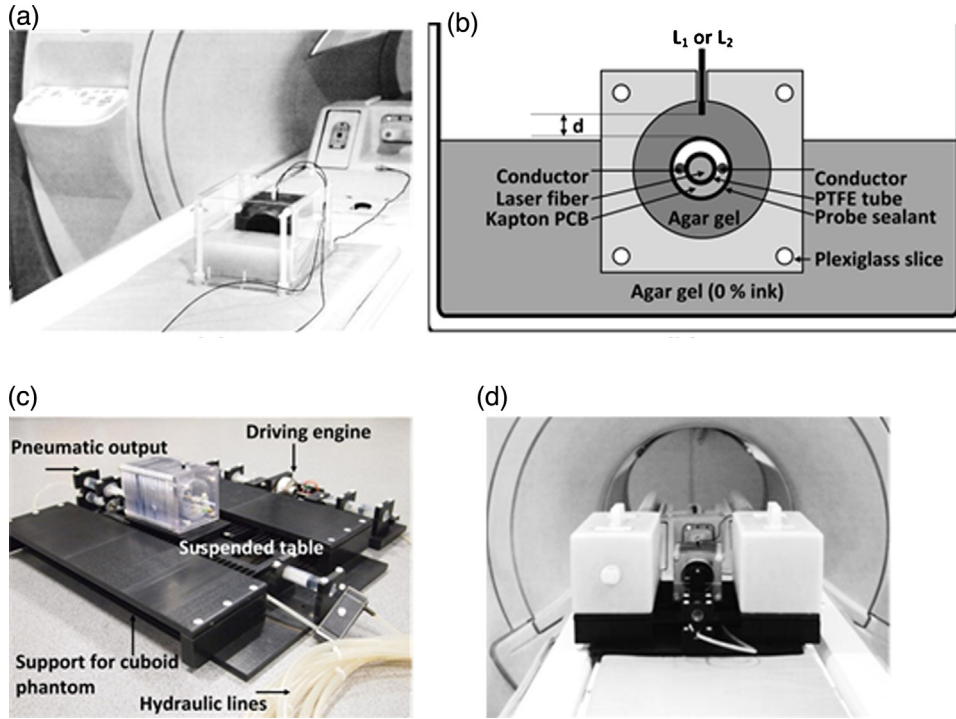 (a)
(b)
L₁ or L₂
d
Conductor
Laser fiber
Kapton PCB
Conductor
PTFE tube
Probe sealant
Agar gel
Plexiglass slice
Agar gel (0 % ink)
(c)
Pneumatic output
Driving engine
Suspended table
Support for cuboid
phantom
Hydraulic lines
(d)